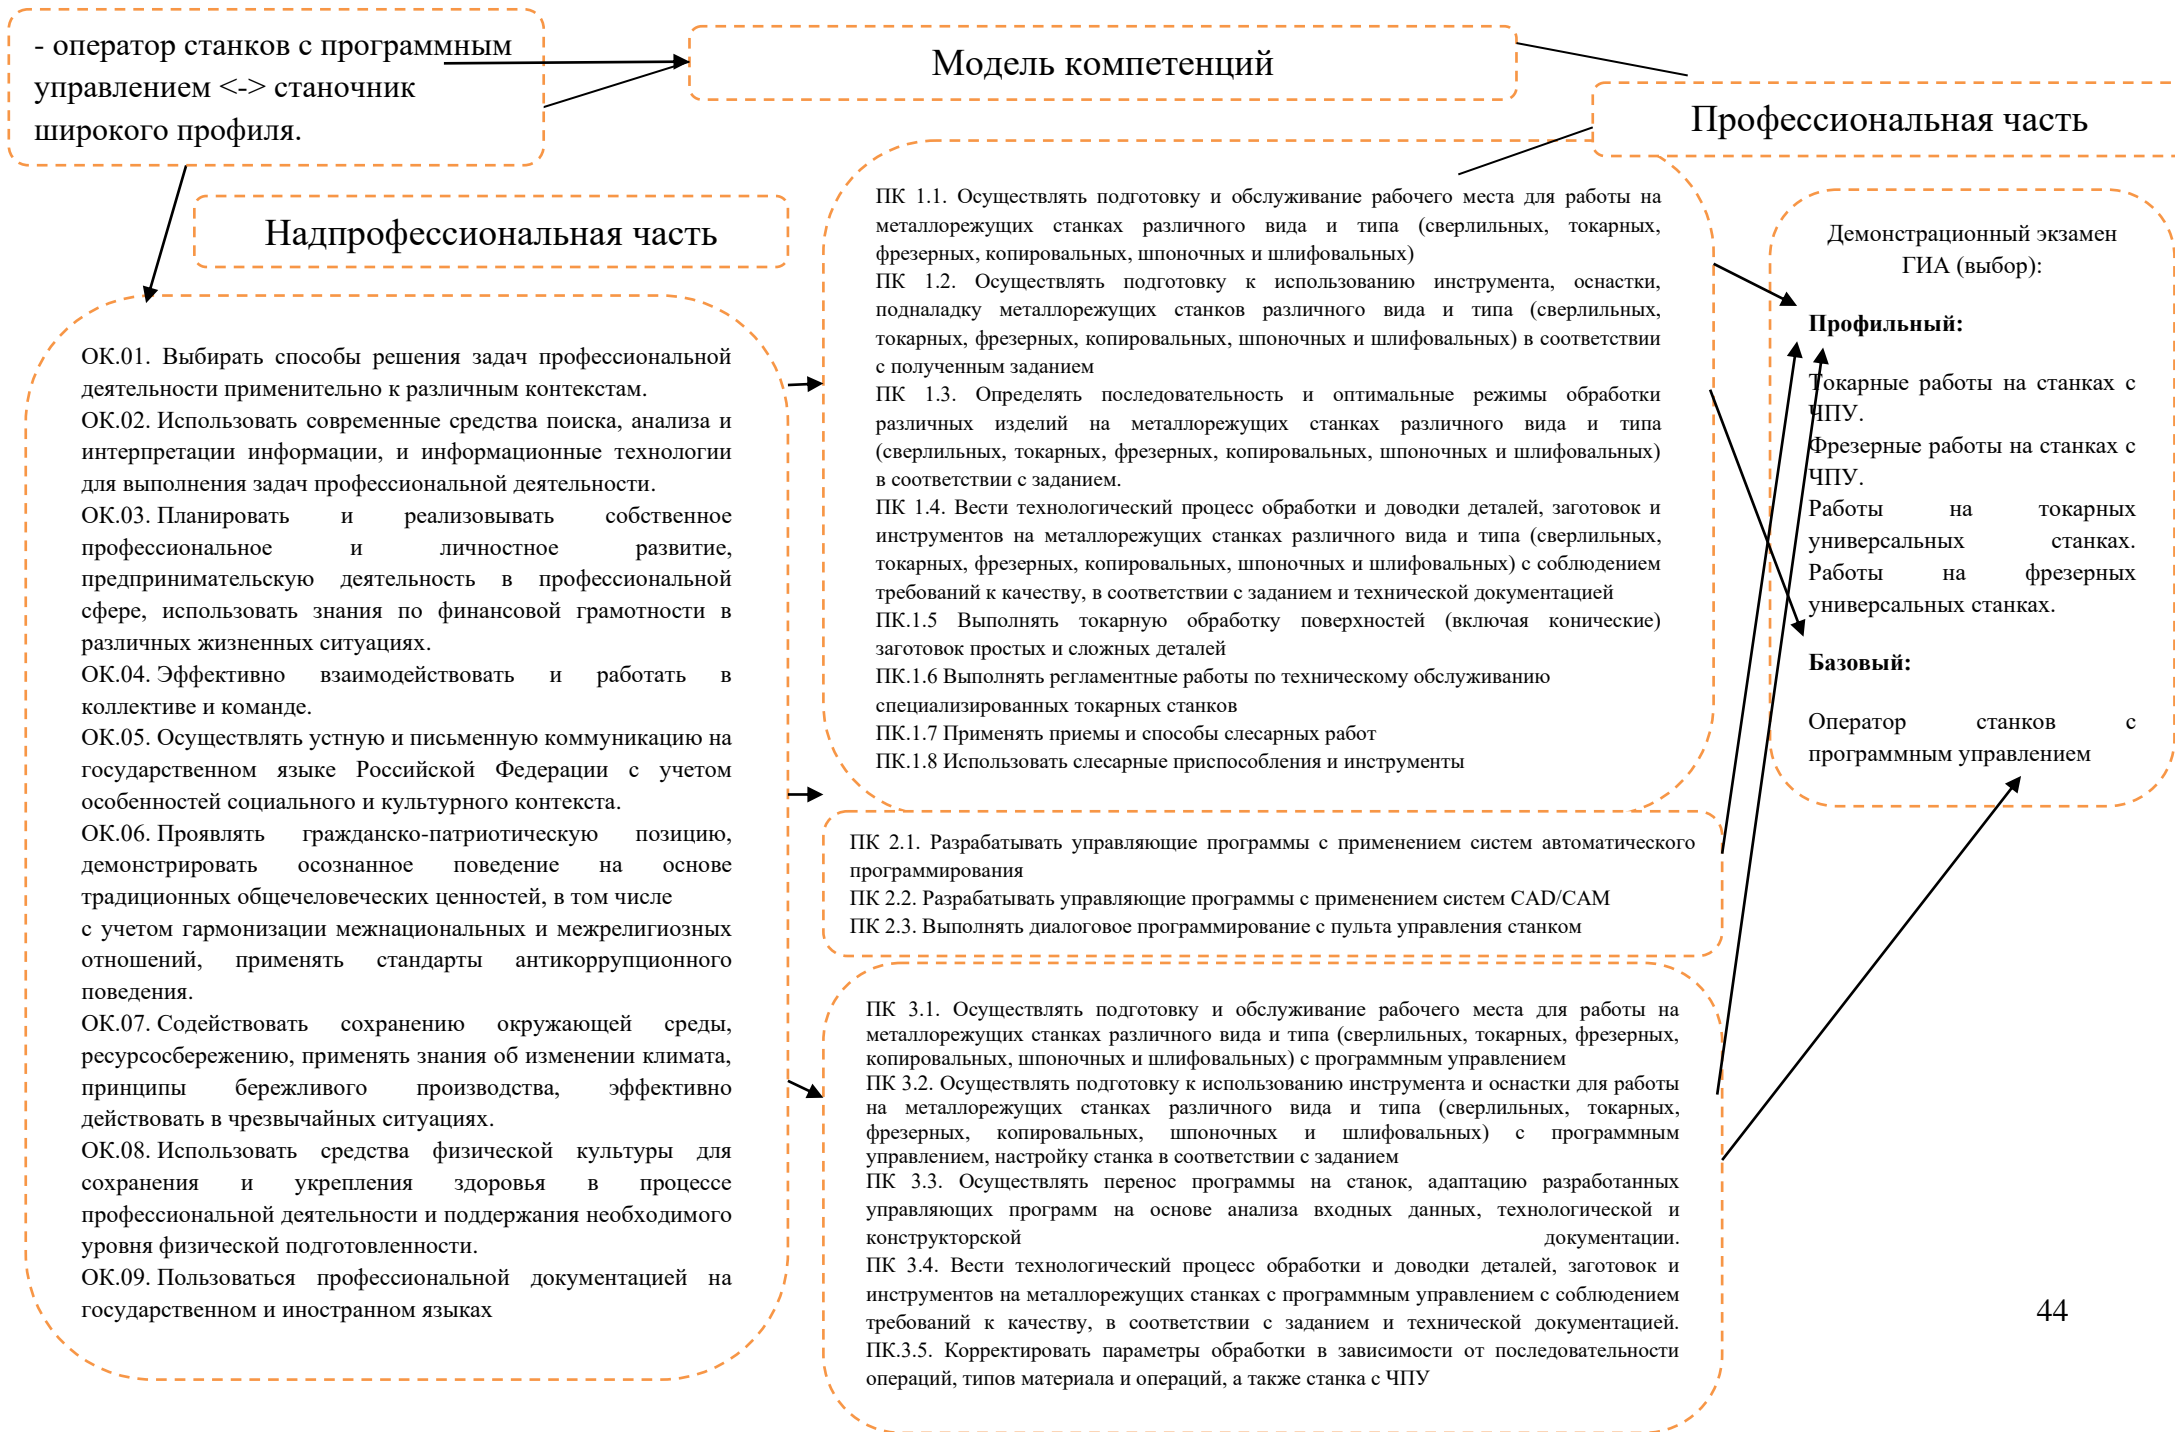 - оператор станков с программным
управлением <-> станочник
широкого профиля.
Модель компетенций
Профессиональная часть
Надпрофессиональная часть
ОК.01. Выбирать способы решения задач профессиональной
деятельности применительно к различным контекстам.
ОК.02. Использовать современные средства поиска, анализа и
интерпретации информации, и информационные технологии
для выполнения задач профессиональной деятельности.
ОК.03. Планировать и реализовывать собственное
профессиональное и личностное развитие,
предпринимательскую деятельность в профессиональной
сфере, использовать знания по финансовой грамотности в
различных жизненных ситуациях.
ОК.04. Эффективно взаимодействовать и работать в
коллективе и команде.
ОК.05. Осуществлять устную и письменную коммуникацию на
государственном языке Российской Федерации с учетом
особенностей социального и культурного контекста.
ОК.06. Проявлять гражданско-патриотическую позицию,
демонстрировать осознанное поведение на основе
традиционных общечеловеческих ценностей, в том числе
с учетом гармонизации межнациональных и межрелигиозных
отношений, применять стандарты антикоррупционного
поведения.
ОК.07. Содействовать сохранению окружающей среды,
ресурсосбережению, применять знания об изменении климата,
принципы бережливого производства, эффективно
действовать в чрезвычайных ситуациях.
ОК.08. Использовать средства физической культуры для
сохранения и укрепления здоровья в процессе
профессиональной деятельности и поддержания необходимого
уровня физической подготовленности.
ОК.09. Пользоваться профессиональной документацией на
государственном и иностранном языках
ПК 1.1. Осуществлять подготовку и обслуживание рабочего места для работы на
металлорежущих станках различного вида и типа (сверлильных, токарных,
фрезерных, копировальных, шпоночных и шлифовальных)
ПК 1.2. Осуществлять подготовку к использованию инструмента, оснастки,
подналадку металлорежущих станков различного вида и типа (сверлильных,
токарных, фрезерных, копировальных, шпоночных и шлифовальных) в соответствии
с полученным заданием
ПК 1.3. Определять последовательность и оптимальные режимы обработки
различных изделий на металлорежущих станках различного вида и типа
(сверлильных, токарных, фрезерных, копировальных, шпоночных и шлифовальных)
в соответствии с заданием.
ПК 1.4. Вести технологический процесс обработки и доводки деталей, заготовок и
инструментов на металлорежущих станках различного вида и типа (сверлильных,
токарных, фрезерных, копировальных, шпоночных и шлифовальных) с соблюдением
требований к качеству, в соответствии с заданием и технической документацией
ПК.1.5 Выполнять токарную обработку поверхностей (включая конические)
заготовок простых и сложных деталей
ПК.1.6 Выполнять регламентные работы по техническому обслуживанию
специализированных токарных станков
ПК.1.7 Применять приемы и способы слесарных работ
ПК.1.8 Использовать слесарные приспособления и инструменты
ПК 2.1. Разрабатывать управляющие программы с применением систем автоматического
программирования
ПК 2.2. Разрабатывать управляющие программы с применением систем CAD/CAM
ПК 2.3. Выполнять диалоговое программирование с пульта управления станком
ПК 3.1. Осуществлять подготовку и обслуживание рабочего места для работы на
металлорежущих станках различного вида и типа (сверлильных, токарных, фрезерных,
копировальных, шпоночных и шлифовальных) с программным управлением
ПК 3.2. Осуществлять подготовку к использованию инструмента и оснастки для работы
на металлорежущих станках различного вида и типа (сверлильных, токарных,
фрезерных, копировальных, шпоночных и шлифовальных) с программным
управлением, настройку станка в соответствии с заданием
ПК 3.3. Осуществлять перенос программы на станок, адаптацию разработанных
управляющих программ на основе анализа входных данных, технологической и
конструкторской документации.
ПК 3.4. Вести технологический процесс обработки и доводки деталей, заготовок и
инструментов на металлорежущих станках с программным управлением с соблюдением
требований к качеству, в соответствии с заданием и технической документацией.
ПК.3.5. Корректировать параметры обработки в зависимости от последовательности
операций, типов материала и операций, а также станка с ЧПУ
Демонстрационный экзамен
ГИА (выбор):
Профильный:
Токарные работы на станках с
ЧПУ.
Фрезерные работы на станках с
ЧПУ.
Работы на токарных
универсальных станках.
Работы на фрезерных
универсальных станках.
Базовый:
Оператор станков с
программным управлением
44